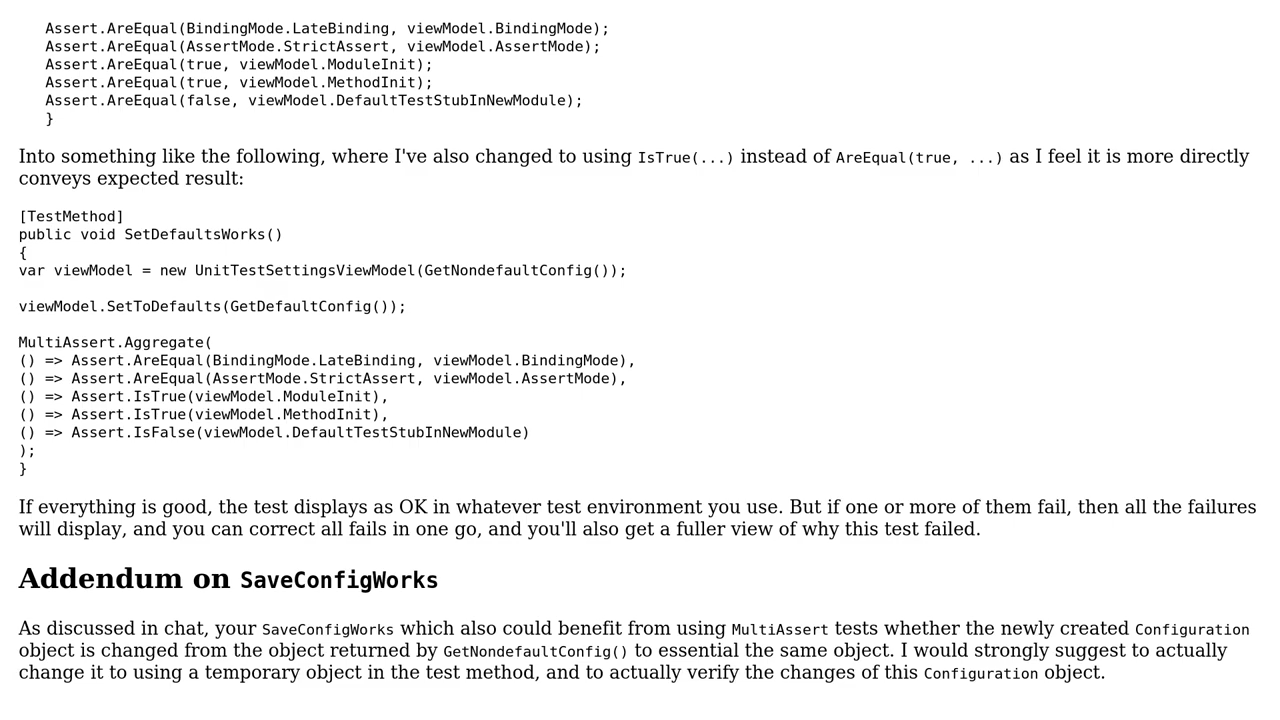 Assert.AreEqual(BindingMode.LateBinding, viewModel.BindingMode);
Assert.AreEqual(AssertMode.StrictAssert, viewModel.AssertMode);
Assert.AreEqual(true, viewModel.ModuleInit);
Assert.AreEqual(true, viewModel.MethodInit);
Assert.AreEqual(false, viewModel.DefaultTestStubInNewModule);
}
Into something like the following, where I've also changed to using IsTrue(...) instead of AreEqual(true, ...) as I feel it is more directly
conveys expected result:
[TestMethod]
public void SetDefaultsWorks()
{
var viewModel = new UnitTestSettingsViewModel(GetNondefaultConfig());
viewModel.SetToDefaults(GetDefaultConfig());
MultiAssert.Aggregate(
() => Assert.AreEqual(BindingMode.LateBinding, viewModel.BindingMode),
() => Assert.AreEqual(AssertMode.StrictAssert, viewModel.AssertMode),
() => Assert.IsTrue(viewModel.ModuleInit),
() => Assert.IsTrue(viewModel.MethodInit),
() => Assert.IsFalse(viewModel.DefaultTestStubInNewModule)
);
}
If everything is good, the test displays as OK in whatever test environment you use. But if one or more of them fail, then all the failures
will display, and you can correct all fails in one go, and you'll also get a fuller view of why this test failed.
Addendum on SaveConfigWorks
As discussed in chat, your SaveConfigWorks which also could benefit from using MultiAssert tests whether the newly created Configuration
object is changed from the object returned by GetNondefaultConfig() to essential the same object. I would strongly suggest to actually
change it to using a temporary object in the test method, and to actually verify the changes of this Configuration object.